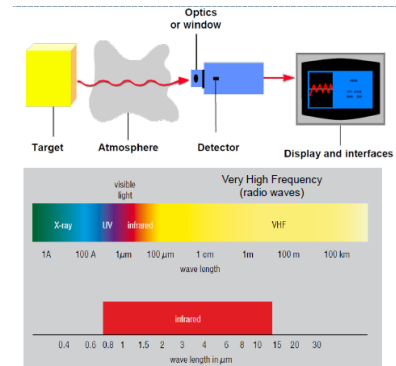 Optics
or window
Target
Atmosphere
Detector
Display and interfaces
visible
light
Very High Frequency
(radio waves)
X-ray
UV
infrared
VHF
1A 100 A 1µm 100 µm 1 cm 1m 100 m 100 km
wave length
infrared
0.4 0.6 0.8 1 1.5 2 3 4 6 8 10 15 20 30
wave length in µm